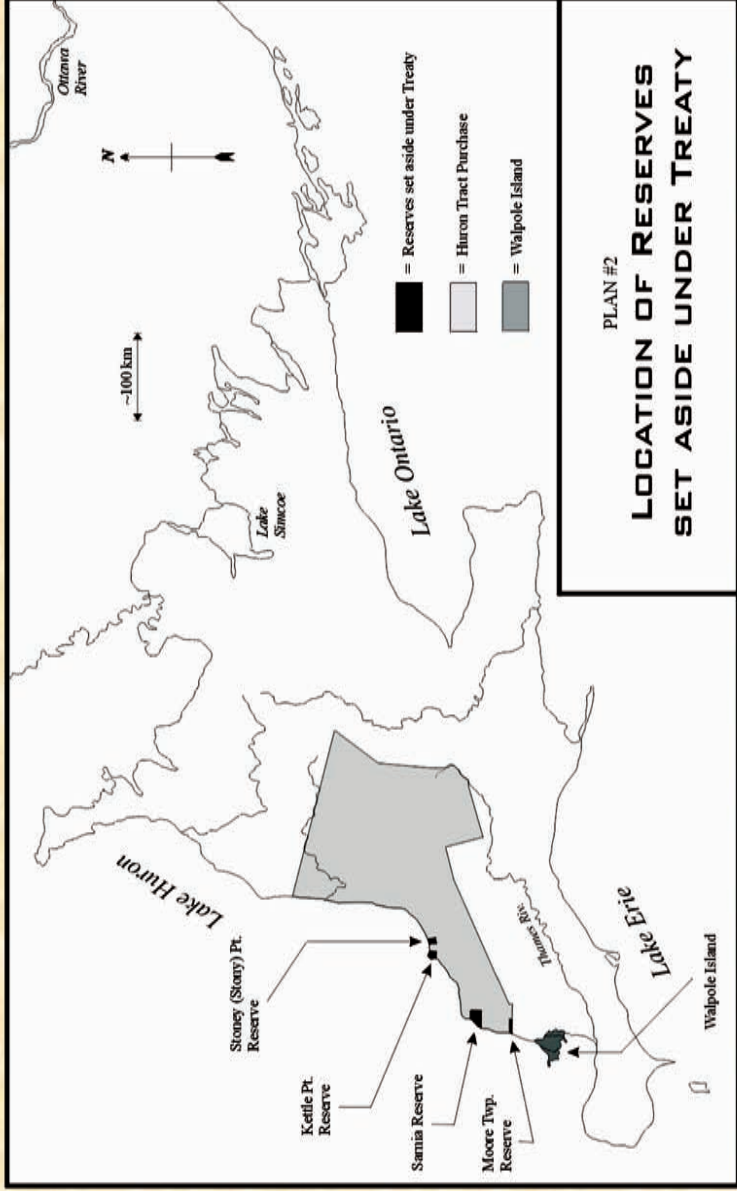 Ottawa
River
N
~100 km
Lake
Simcoe
Lake Ontario
Lake Huron
Stoney (Stony) Pt.
Reserve
Kettle Pt.
Reserve
Sarnia Reserve
Moore Twp.
Reserve
Thames Riv.
Lake Erie
Walpole Island
= Reserves set aside under Treaty
= Huron Tract Purchase
= Walpole Island
PLAN #2
LOCATION OF RESERVES
SET ASIDE UNDER TREATY